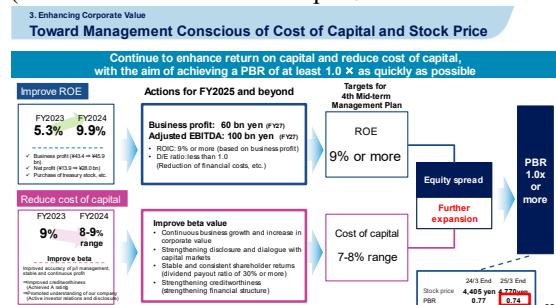 3. Enhancing Corporate Value
Toward Management Conscious of Cost of Capital and Stock Price
Continue to enhance return on capital and reduce cost of capital,
with the aim of achieving a PBR of at least 1.0 × as quickly as possible
Improve ROE
FY2023 FY2024
5.3% 9.9%
✓ Business profit (¥43.4 ⇒ ¥45.9
bn)
✓ Net profit (¥13.9 ⇒ ¥28.0 bn)
✓ Purchase of treasury stock, etc.
Actions for FY2025 and beyond
Business profit: 60 bn yen (FY27)
Adjusted EBITDA: 100 bn yen (FY27)
• ROIC: 9% or more (based on business profit)
• D/E ratio: less than 1.0
(Reduction of financial costs, etc.)
Targets for
4th Mid-term
Management Plan
ROE
9% or more
Reduce cost of capital
FY2023 FY2024
9% 8-9%
range
Improve beta
Improved accuracy of p/l management,
stable and continuous profit
⇒Improved creditworthiness
(Achieved A rating)
⇒Promoted understanding of our company
(Active investor relations and disclosure)
Improve beta value
• Continuous business growth and increase in
corporate value
• Strengthening disclosure and dialogue with
capital markets
• Stable and consistent shareholder returns
(dividend payout ratio of 30% or more)
• Strengthening creditworthiness
(strengthening financial structure)
Cost of capital
7-8% range
Equity spread
Further
expansion
PBR
1.0x
or
more
24/3 End 25/3 End
Stock price 4,405 yen 4,770yen
PBR 0.77 0.74